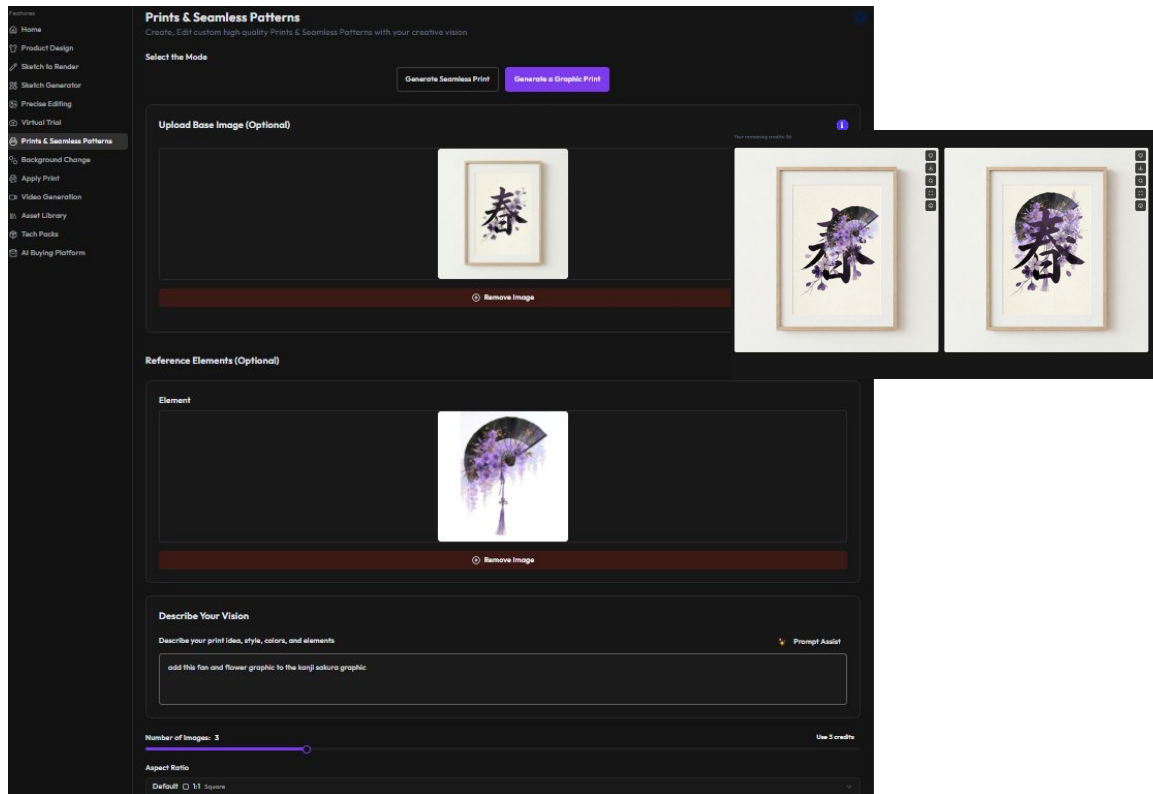 Features
Home
Product Design
Sketch to Render
Sketch Generator
Precise Editing
Virtual Trial
Prints & Seamless Patterns
Background Change
Apply Print
Video Generation
Asset Library
Tech Packs
AI Buying Platform
Prints & Seamless Patterns
Create, Edit custom high quality Prints & Seamless Patterns with your creative vision
Select the Mode
Generate Seamless Print
Generate a Graphic Print
Upload Base Image (Optional)
春
Remove Image
Reference Elements (Optional)
Element
Remove Image
Describe Your Vision
Describe your print idea, style, colors, and elements
Prompt Assist
add this fan and flower graphic to the kanji sakura graphic
Number of Images: 3
Use 3 credits
Aspect Ratio
Default 1:1 Square
Your remaining credits:
春
春